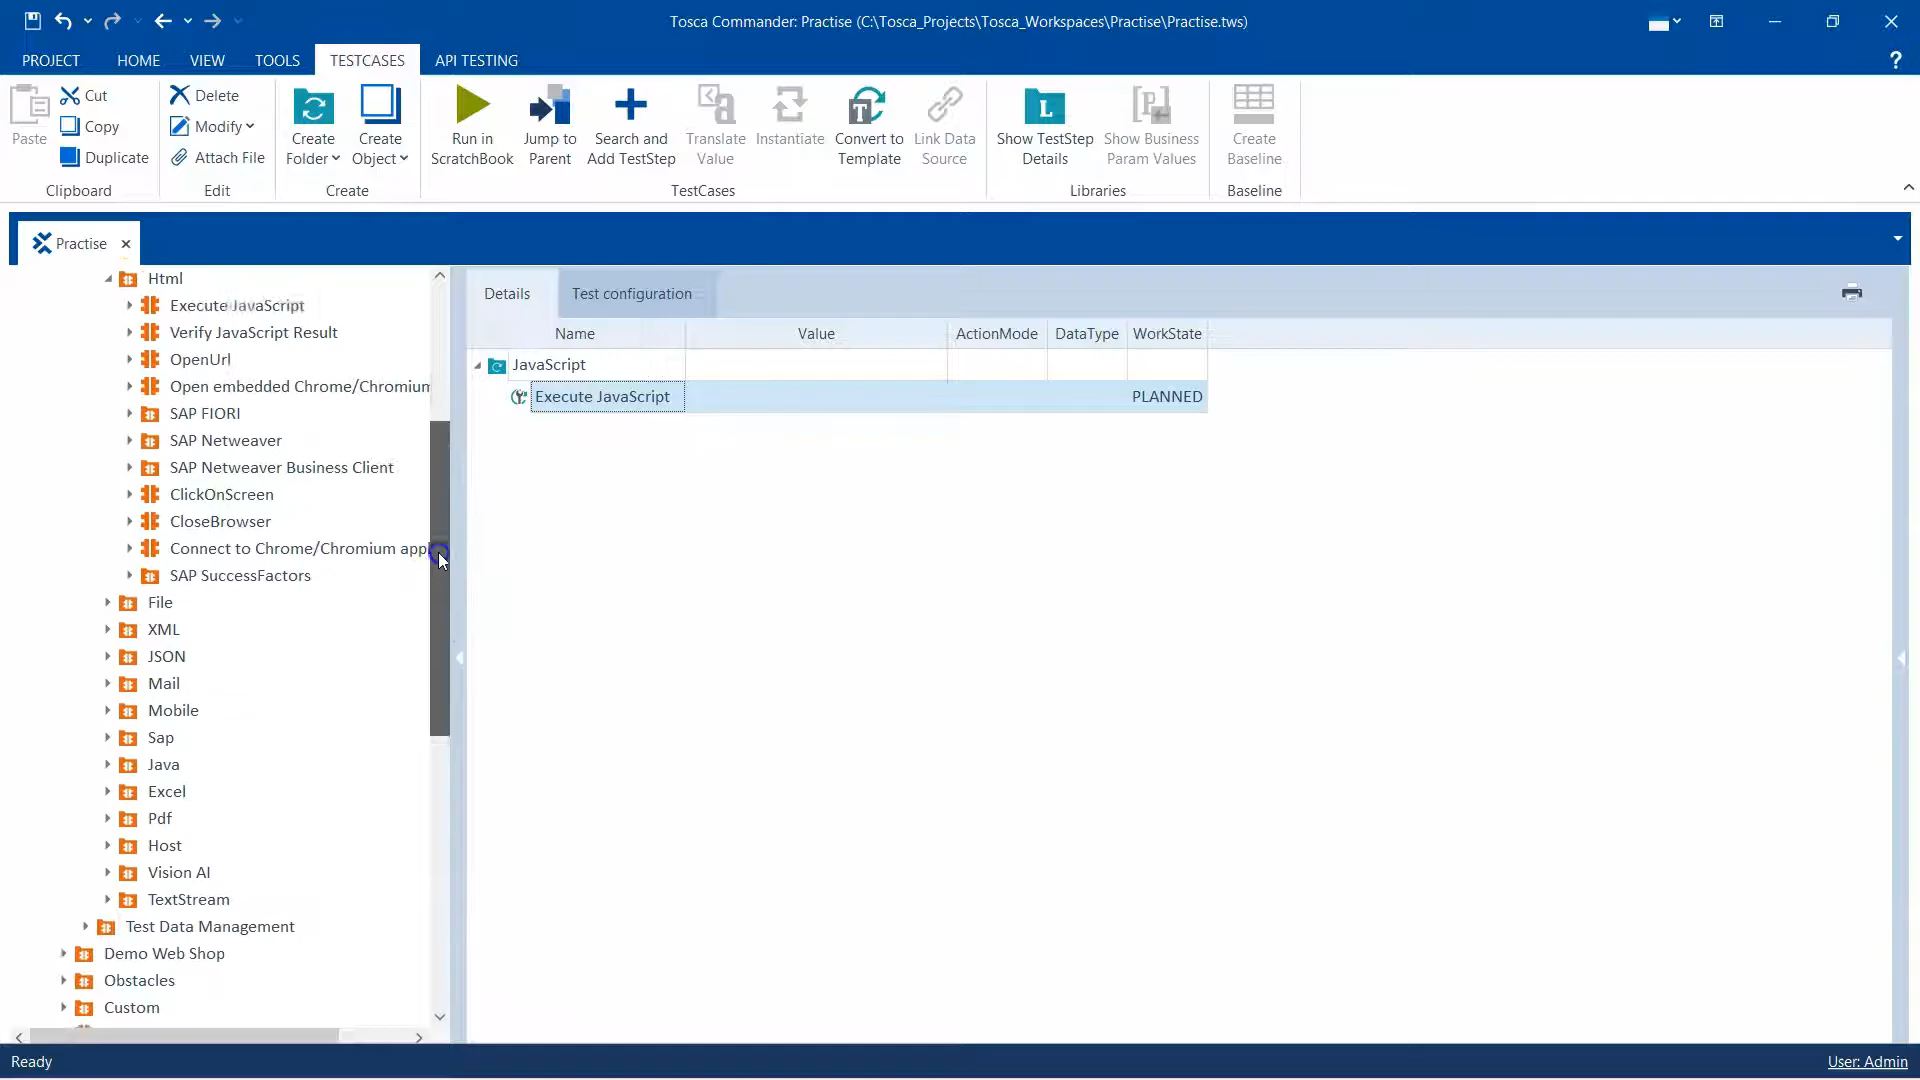 Tosca Commander: Practise (C:\Tosca_Projects\Tosca_Workspaces\Practise\Practise.tws)
?
PROJECT HOME VIEW TOOLS TESTCASES API TESTING
Paste
Cut
Copy
Duplicate
Clipboard
Delete
Modify
Attach File
Edit
Create Folder
Create Object
Create
Run in ScratchBook
Jump to Parent
Search and Add TestStep
Translate Value
Instantiate
Convert to Template
Link Data Source
TestCases
Show TestStep Details
Show Business Param Values
Libraries
Create Baseline
Baseline
Practise
Html
Execute JavaScript
Verify JavaScript Result
OpenUrl
Open embedded Chrome/Chromium
SAP FIORI
SAP Netweaver
SAP Netweaver Business Client
ClickOnScreen
CloseBrowser
Connect to Chrome/Chromium app
SAP SuccessFactors
File
XML
JSON
Mail
Mobile
Sap
Java
Excel
Pdf
Host
Vision AI
TextStream
Test Data Management
Demo Web Shop
Obstacles
Custom
Details Test configuration
Name Value ActionMode DataType WorkState
JavaScript
Execute JavaScript PLANNED
Ready
User: Admin